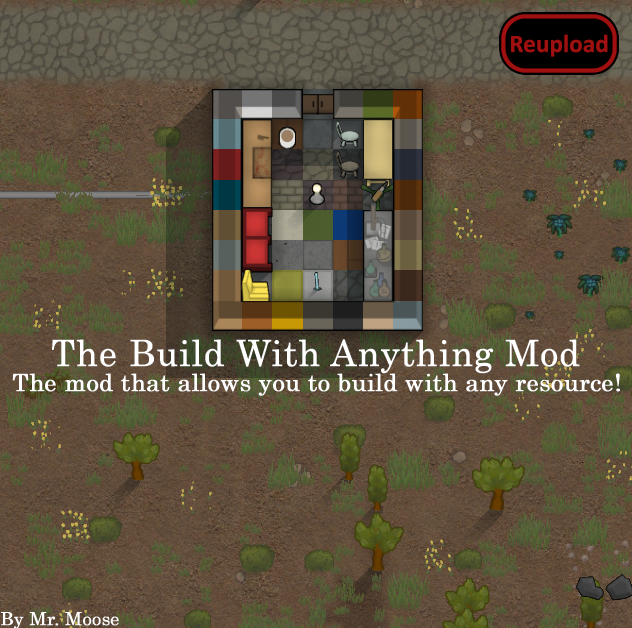 Reupload
The Build With Anything Mod
The mod that allows you to build with any resource!
By Mr. Moose